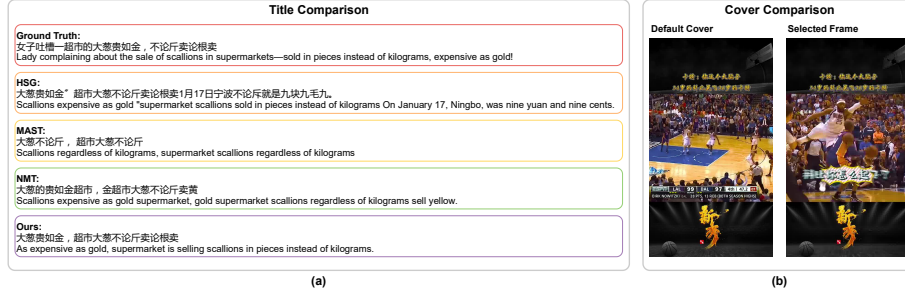 Title Comparison
Ground Truth:
女子吐槽一超市的大葱贵如金，不论斤卖论根卖
Lady complaining about the sale of scallions in supermarkets—sold in pieces instead of kilograms, expensive as gold!
HSG:
大葱贵如金”超市大葱不论斤卖论根卖1月17日宁波不论斥就是九块九毛九。
Scallions expensive as gold "supermarket scallions sold in pieces instead of kilograms On January 17, Ningbo, was nine yuan and nine cents.
MAST:
大葱不论斤，超市大葱不论斤
Scallions regardless of kilograms, supermarket scallions regardless of kilograms
NMT:
大葱的贵如金超市，金超市大葱不论斤卖黄
Scallions expensive as gold supermarket, gold supermarket scallions regardless of kilograms sell yellow.
Ours:
大葱贵如金，超市大葱不论斤卖论根卖
As expensive as gold, supermarket is selling scallions in pieces instead of kilograms.
(a)
Cover Comparison
Default Cover
Selected Frame
LAL 99 DAL 97
(b)